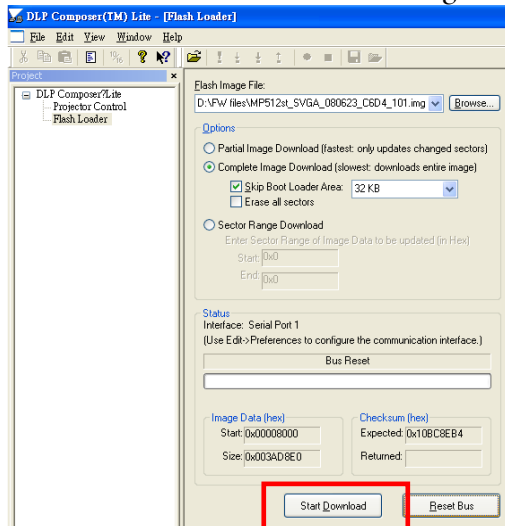 DLP Composer(TM) Lite - [Flash Loader]
File Edit View Window Help
Project
DLP Composer?Lite
Projector Control
Flash Loader
Flash Image File:
D:\FW files\MP512st_SVGA_080623_C6D4_101.img Browse...
Options
Partial Image Download (fastest: only updates changed sectors)
Complete Image Download (slowest: downloads entire image)
Skip Boot Loader Area: 32 KB
Erase all sectors
Sector Range Download
Enter Sector Range of Image Data to be updated (in Hex)
Start: 0x0
End: 0x0
Status
Interface: Serial Port 1
(Use Edit->Preferences to configure the communication interface.)
Bus Reset
Image Data (hex) Checksum (hex)
Start: 0x00008000 Expected: 0x10BC8EB4
Size: 0x003AD8E0 Returned:
Start Download Reset Bus